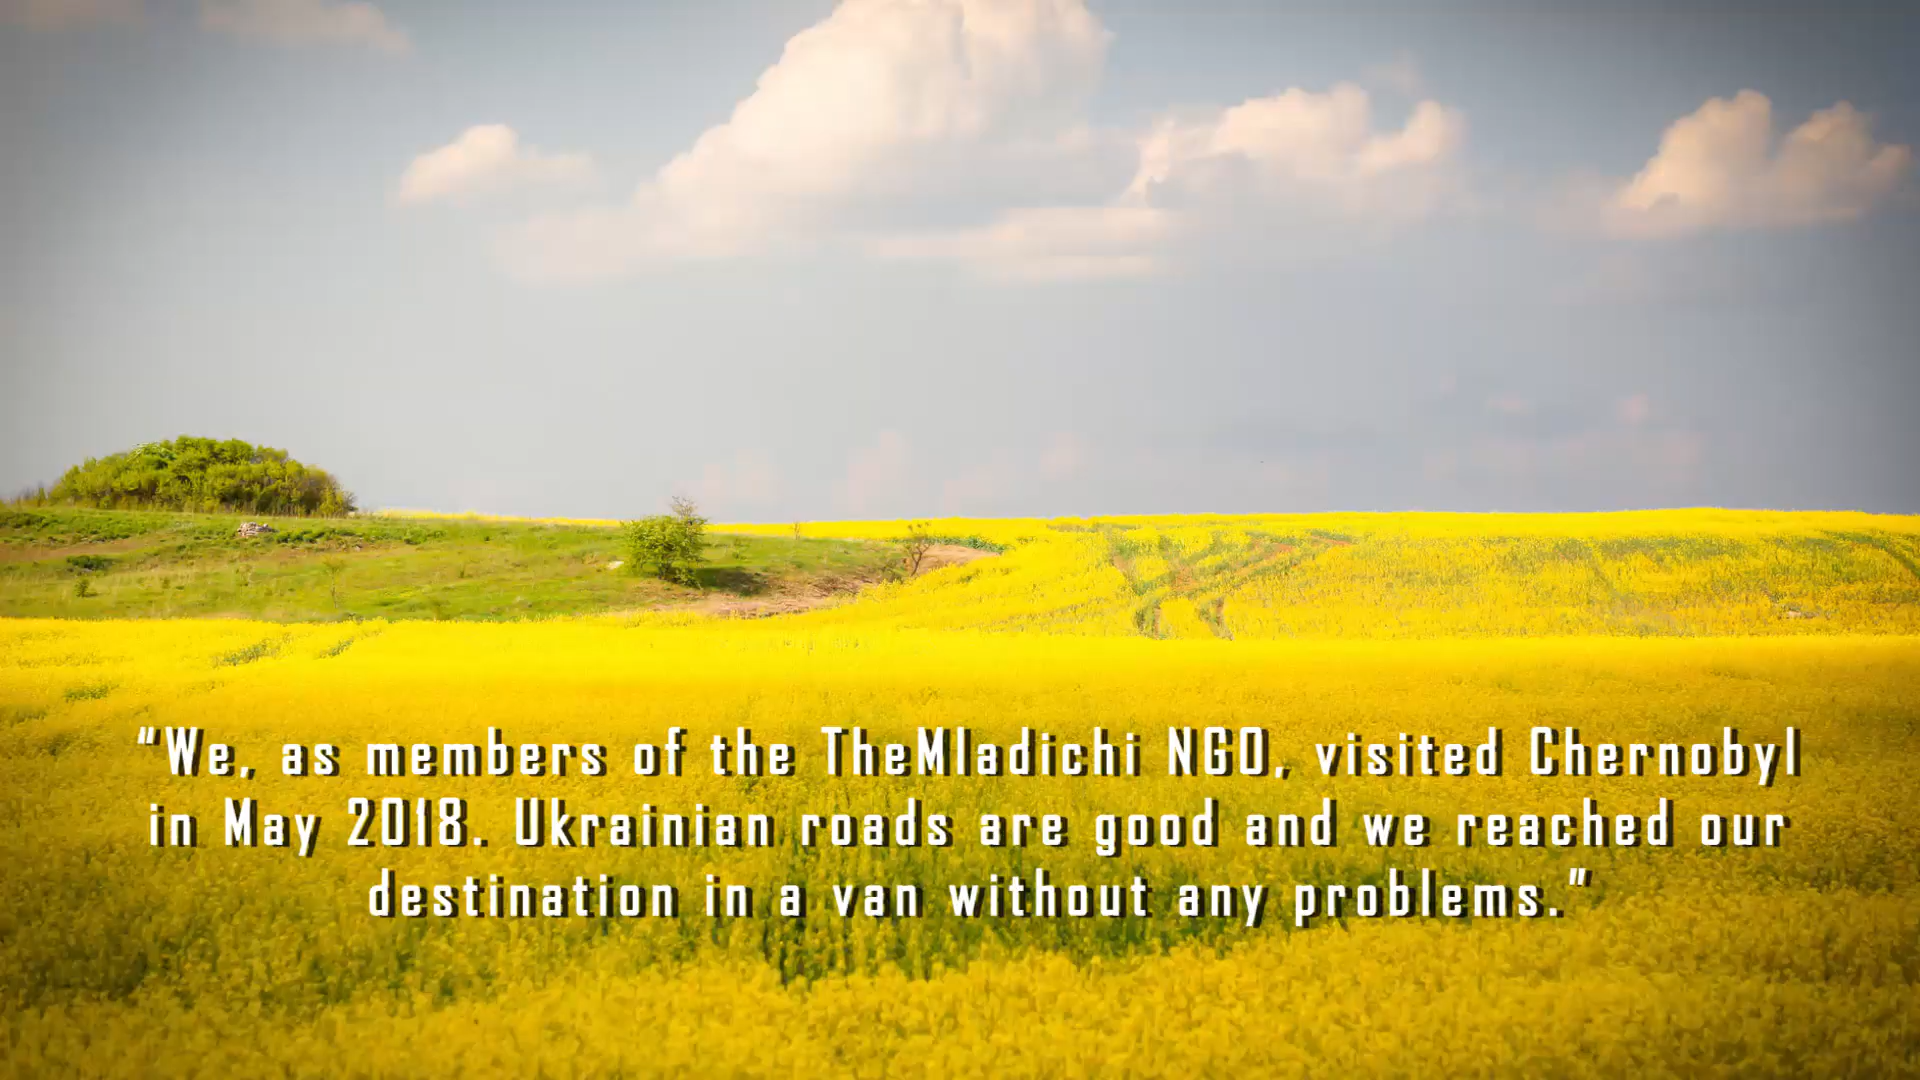 “We, as members of the TheMladichi NGO, visited Chernobyl
in May 2018. Ukrainian roads are good and we reached our
destination in a van without any problems.”